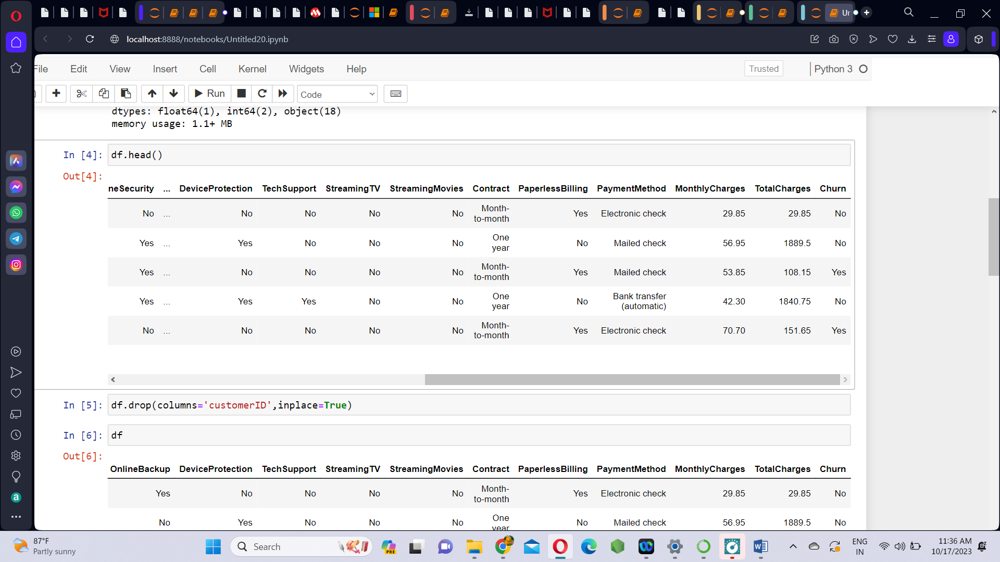 Ur
localhost:8888/notebooks/Untitled20.ipynb
File Edit View Insert Cell Kernel Widgets Help Trusted Python 3
Run Code
dtypes: float64(1), int64(2), object(18)
memory usage: 1.1+ MB
In [4]: df.head()
Out[4]:
neSecurity ... DeviceProtection TechSupport StreamingTV StreamingMovies Contract PaperlessBilling PaymentMethod MonthlyCharges TotalCharges Churn
No ... No No No No Month-to-month Yes Electronic check 29.85 29.85 No
Yes ... Yes No No No One year No Mailed check 56.95 1889.5 No
Yes ... No No No No Month-to-month Yes Mailed check 53.85 108.15 Yes
Yes ... Yes Yes No No One year No Bank transfer (automatic) 42.30 1840.75 No
No ... No No No No Month-to-month Yes Electronic check 70.70 151.65 Yes
In [5]: df.drop(columns='customerID',inplace=True)
In [6]: df
Out[6]:
OnlineBackup DeviceProtection TechSupport StreamingTV StreamingMovies Contract PaperlessBilling PaymentMethod MonthlyCharges TotalCharges Churn
Yes No No No No Month-to-month Yes Electronic check 29.85 29.85 No
No Yes No No No One year No Mailed check 56.95 1889.5 No
87°F
Partly sunny
Search
PRE
ENG
IN
11:36 AM
10/17/2023